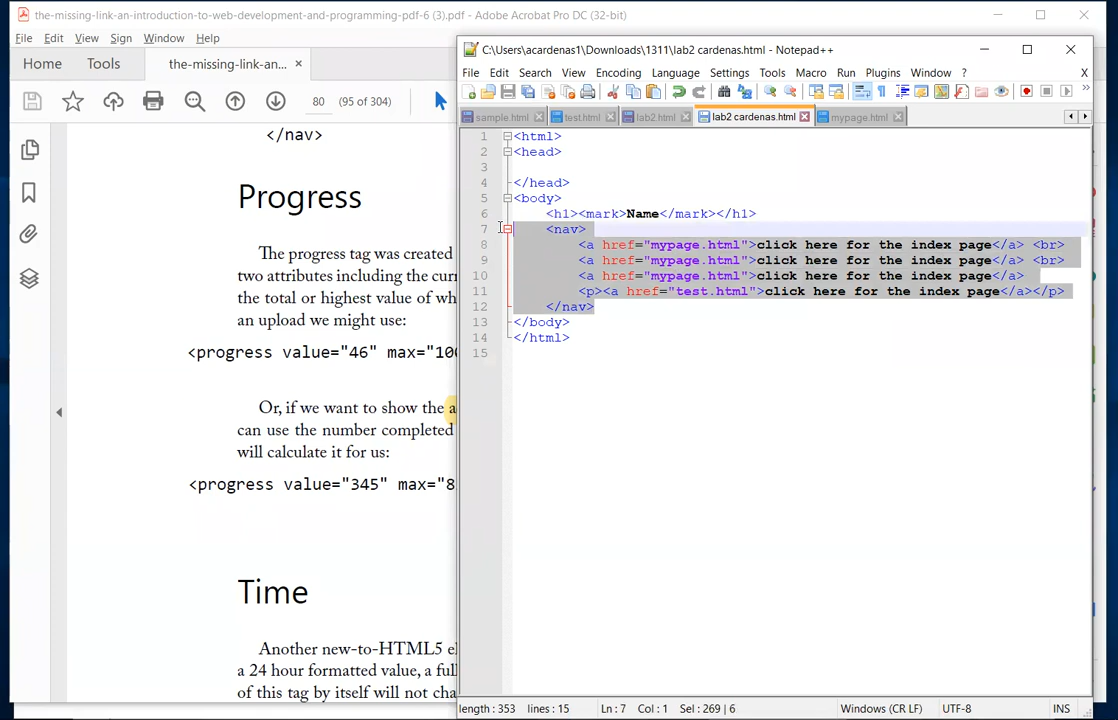 the-missing-link-an-introduction-to-web-development-and-programming-pdf-6 (3).pdf - Adobe Acrobat Pro DC (32-bit)
File Edit View Sign Window Help
Home Tools the-missing-link-an... ×
80 (95 of 304)
</nav>
Progress
The progress tag was created
two attributes including the curr
the total or highest value of wh
an upload we might use:
<progress value="46" max="100
Or, if we want to show the a
can use the number completed
will calculate it for us:
<progress value="345" max="8
Time
Another new-to-HTML5 el
a 24 hour formatted value, a full
of this tag by itself will not cha
C:\Users\acardenas1\Downloads\1311\lab2 cardenas.html - Notepad++
File Edit Search View Encoding Language Settings Tools Macro Run Plugins Window ? X
sample.html test.html lab2.html lab2 cardenas.html mypage.html
1 <html>
2 <head>
3
4 </head>
5 <body>
6 <h1><mark>Name</mark></h1>
7 <nav>
8 <a href="mypage.html">click here for the index page</a> <br>
9 <a href="mypage.html">click here for the index page</a> <br>
10 <a href="mypage.html">click here for the index page</a>
11 <p><a href="test.html">click here for the index page</a></p>
12 </nav>
13 </body>
14 </html>
15
length : 353 lines : 15 Ln : 7 Col : 1 Sel : 269 | 6 Windows (CR LF) UTF-8 INS